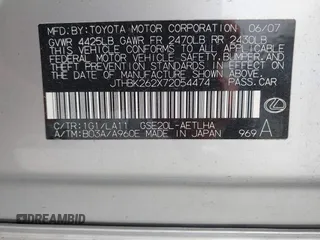 MFD. BY:TOYOTA MOTOR CORPORATION 06/07
GVWR 4425LB GAWR FR 2470LB RR 2430LB
THIS VEHICLE CONFORMS TO ALL APPLICABLE
FEDERAL MOTOR VEHICLE SAFETY, BUMPER, AND
THEFT PREVENTION STANDARDS IN EFFECT ON
THE DATE OF MANUFACTURE SHOWN ABOVE.
JTHBK262X72054474 PASS.CAR
C/TR:1G1/LA11 GSE20L-AETLHA
A/TM:B03A/A960E MADE IN JAPAN 969 A
DREAMBID